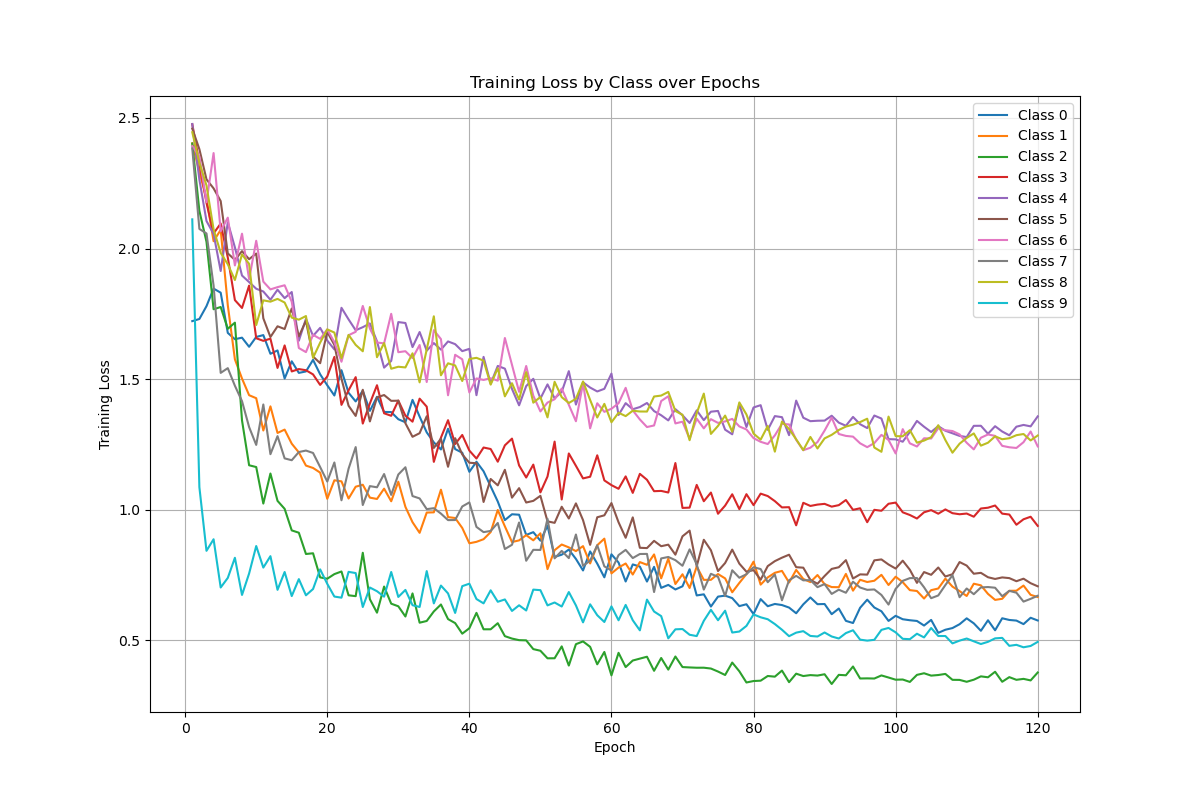 Training Loss by Class over Epochs
2.5
2.0
1.5
1.0
0.5
Training Loss
0 20 40 60 80 100 120
Epoch
Class 0
Class 1
Class 2
Class 3
Class 4
Class 5
Class 6
Class 7
Class 8
Class 9